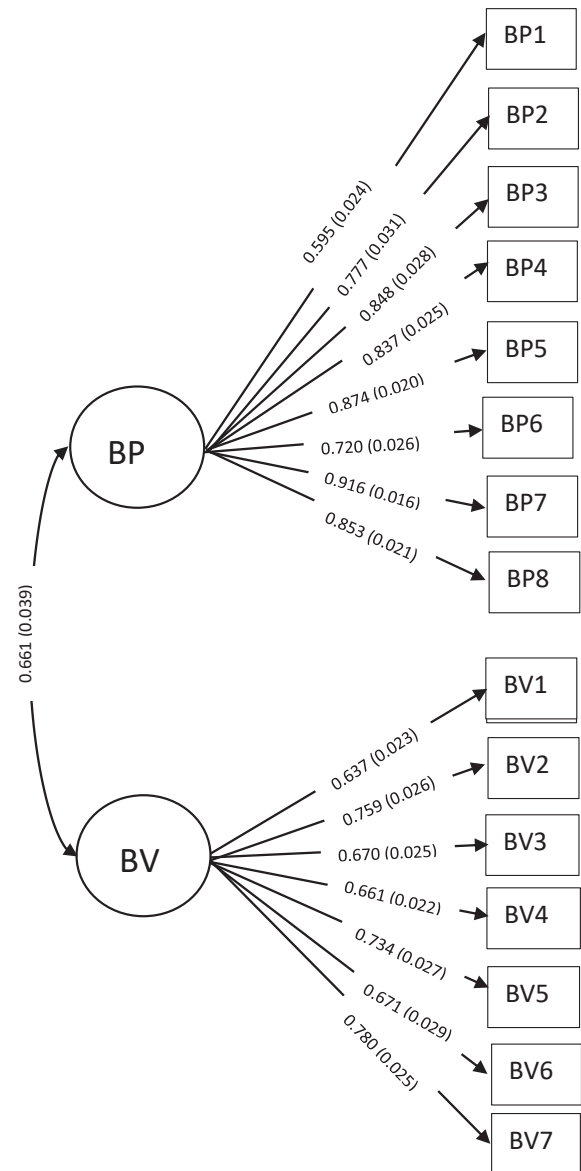 BP1
BP2
BP3
BP4
BP5
BP6
BP7
BP8
0.595 (0.024)
0.777 (0.031)
0.848 (0.028)
0.837 (0.025)
0.874 (0.020)
0.720 (0.026)
0.916 (0.016)
0.853 (0.021)
BP
0.661 (0.039)
BV
0.637 (0.023)
0.759 (0.026)
0.670 (0.025)
0.661 (0.022)
0.734 (0.027)
0.671 (0.029)
0.780 (0.025)
BV1
BV2
BV3
BV4
BV5
BV6
BV7